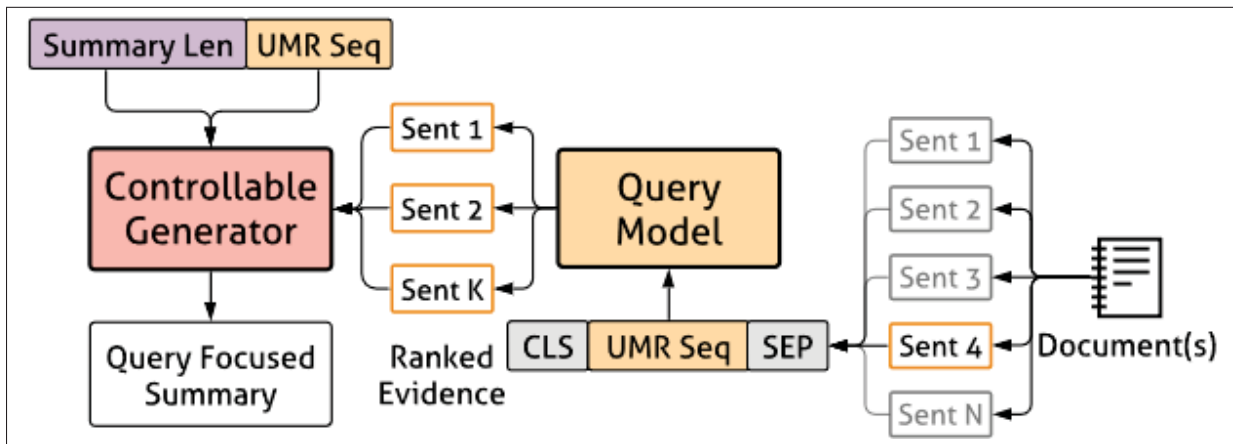 Summary Len UMR Seq
Controllable
Generator
Query Focused
Summary
Sent 1
Sent 2
Sent K
Ranked
Evidence
Query
Model
CLS UMR Seq SEP
Sent 1
Sent 2
Sent 3
Sent 4
Sent N
Document(s)